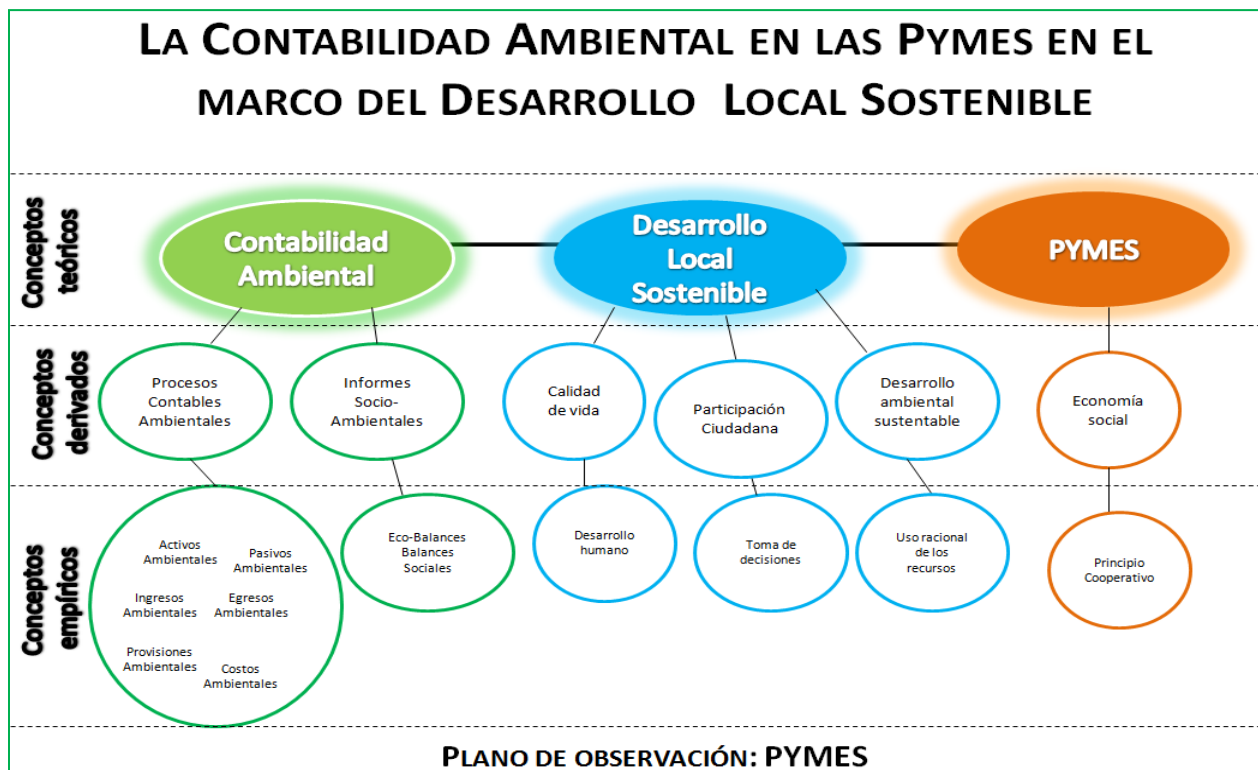 LA CONTABILIDAD AMBIENTAL EN LAS PYMES EN EL
MARCO DEL DESARROLLO LOCAL SOSTENIBLE
Conceptos
teóricos
Contabilidad
Ambiental
Desarrollo
Local
Sostenible
PYMES
Conceptos
derivados
Procesos
Contables
Ambientales
Informes
Socio-
Ambientales
Calidad
de vida
Participación
Ciudadana
Desarrollo
ambiental
sustentable
Economía
social
Conceptos
empíricos
Activos
Ambientales
Pasivos
Ambientales
Ingresos
Ambientales
Egresos
Ambientales
Provisiones
Ambientales
Costos
Ambientales
Eco-Balances
Balances
Sociales
Desarrollo
humano
Toma de
decisiones
Uso racional
de los
recursos
Principio
Cooperativo
PLANO DE OBSERVACIÓN: PYMES